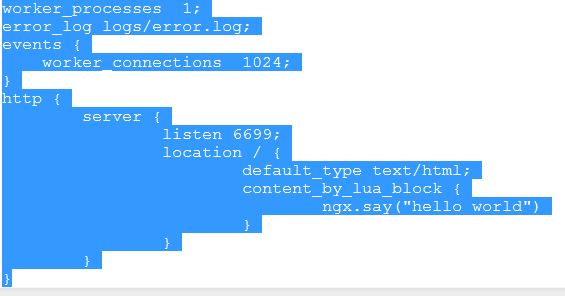 worker_processes  1;
error_log logs/error.log;
events {
    worker_connections  1024;
}
http {
        server {
                listen 6699;
                location / {
                        default_type text/html;
                        content_by_lua_block {
                                ngx.say("hello world")
                        }
                }
        }
}